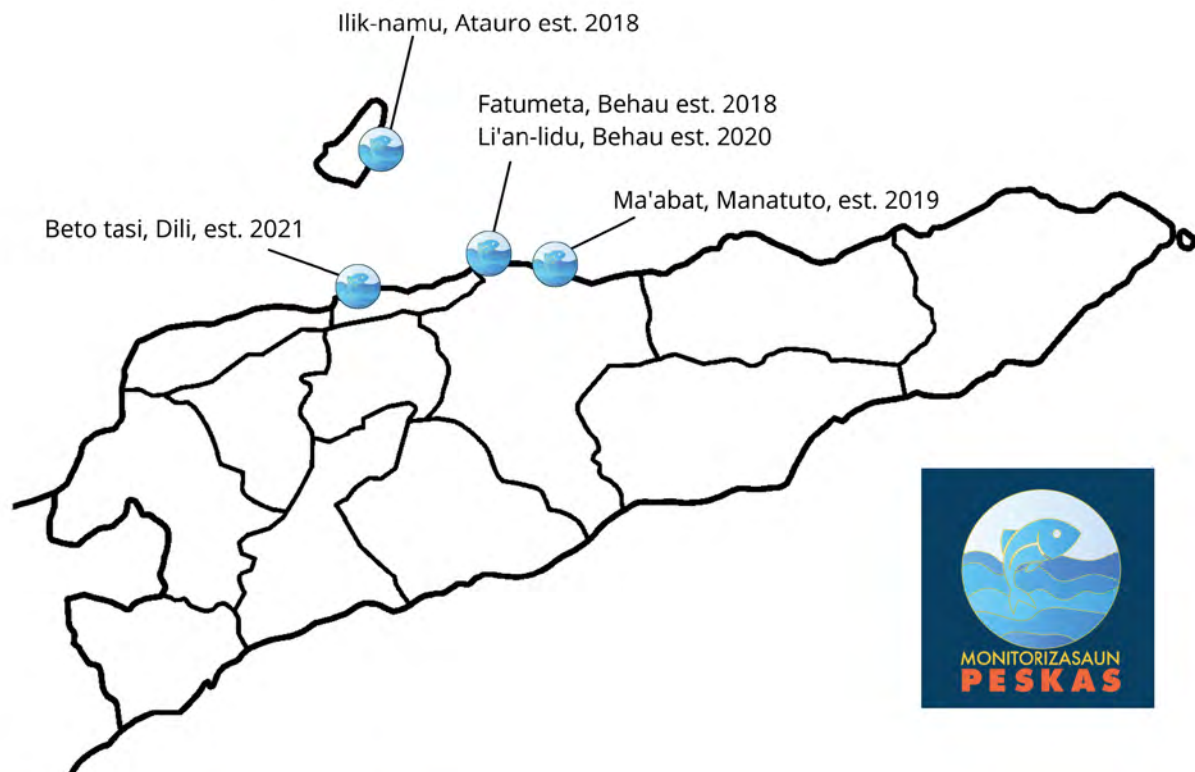 Ilik-namu, Atauro est. 2018
Fatumeta, Behau est. 2018
Li'an-lidu, Behau est. 2020
Ma'abat, Manatuto, est. 2019
Beto tasi, Dili, est. 2021
MONITORIZASAUN
PESKAS